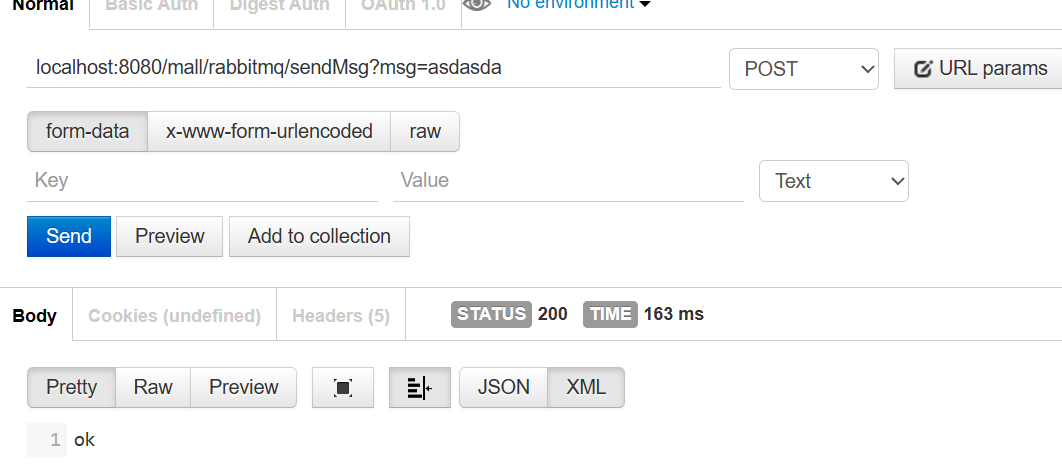 Normal Basic Auth Digest Auth OAuth 1.0 No environment
localhost:8080/mall/rabbitmq/sendMsg?msg=asdasda POST URL params
form-data x-www-form-urlencoded raw
Key Value Text
Send Preview Add to collection
Body Cookies (undefined) Headers (5) STATUS 200 TIME 163 ms
Pretty Raw Preview JSON XML
1 ok